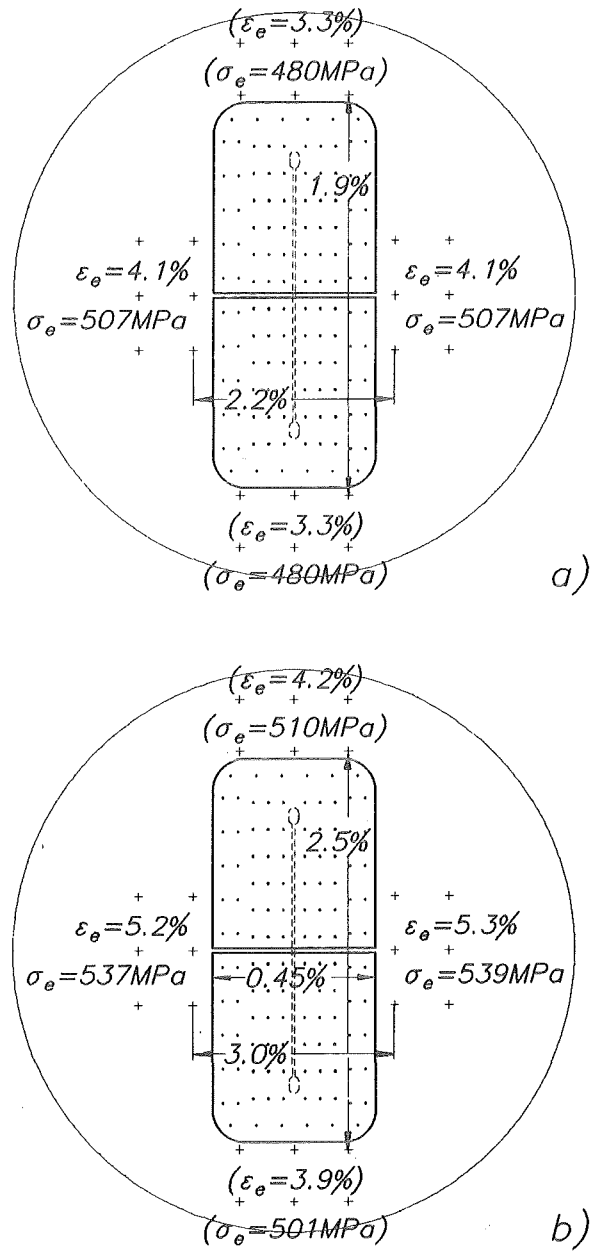 (εₑ=3.3%)
(σₑ=480MPa)
1.9%
εₑ=4.1%
εₑ=4.1%
σₑ=507MPa
σₑ=507MPa
2.2%
(εₑ=3.3%)
(σₑ=480MPa)
a)
(εₑ=4.2%)
(σₑ=510MPa)
2.5%
εₑ=5.2%
εₑ=5.3%
σₑ=537MPa
0.45%
σₑ=539MPa
3.0%
(εₑ=3.9%)
(σₑ=501MPa)
b)